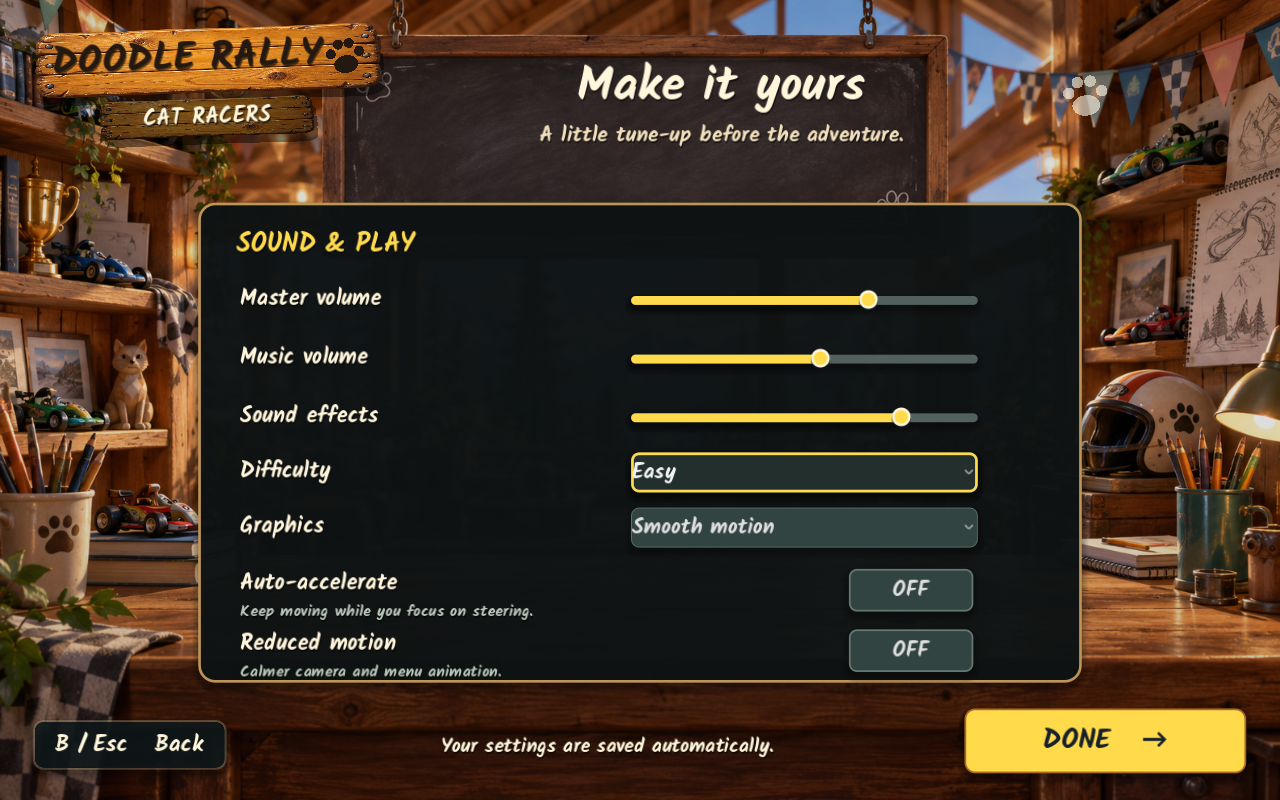 DOODLE RALLY
CAT RACERS
Make it yours
A little tune-up before the adventure.
SOUND & PLAY
Master volume
Music volume
Sound effects
Difficulty
Easy
Graphics
Smooth motion
Auto-accelerate
OFF
Keep moving while you focus on steering.
Reduced motion
OFF
Calmer camera and menu animation.
B / Esc Back
Your settings are saved automatically.
DONE →